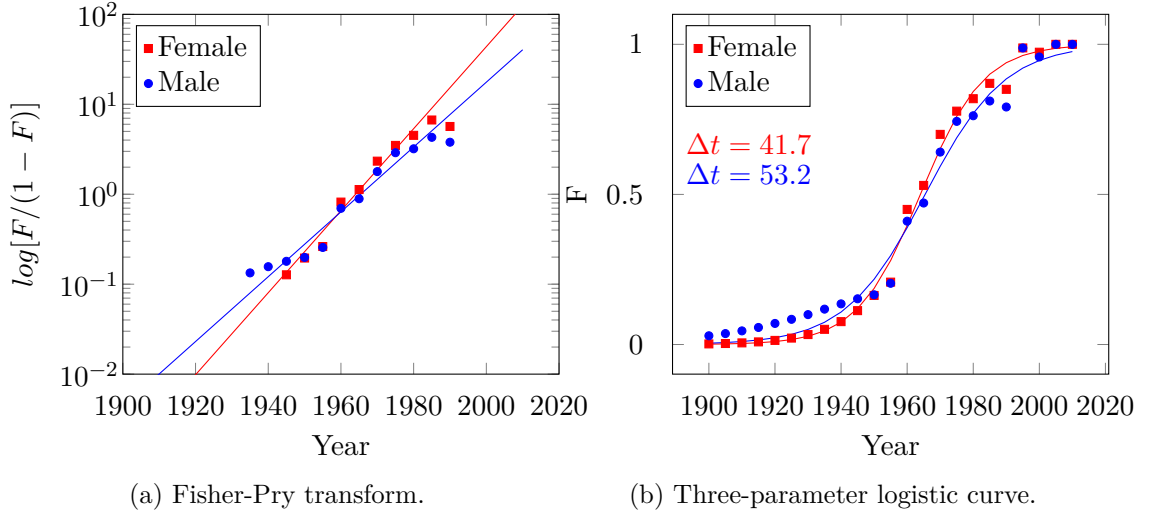 10^2
10^1
10^0
10^{-1}
10^{-2}
log[F/(1 − F)]
Female
Male
1900 1920 1940 1960 1980 2000 2020
Year
(a) Fisher-Pry transform.
1
0.5
0
F
Female
Male
Δt = 41.7
Δt = 53.2
1900 1920 1940 1960 1980 2000 2020
Year
(b) Three-parameter logistic curve.